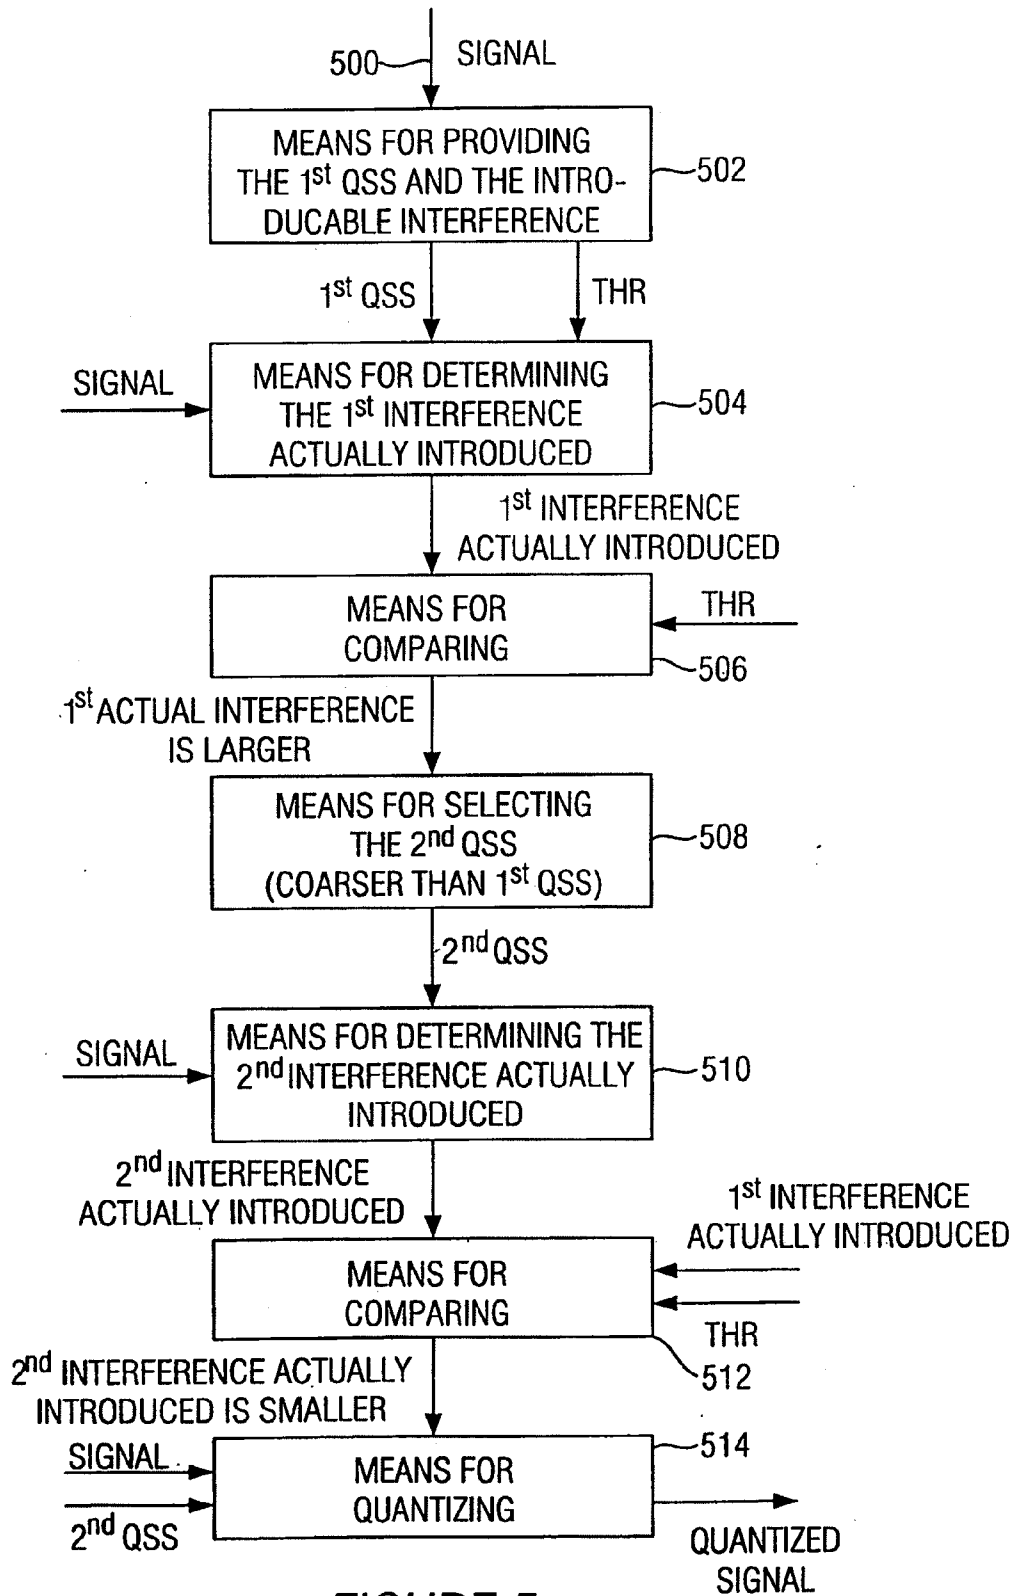 500 SIGNAL
MEANS FOR PROVIDING
THE 1st QSS AND THE INTRO-
DUCABLE INTERFERENCE
502
1st QSS
THR
SIGNAL
MEANS FOR DETERMINING
THE 1st INTERFERENCE
ACTUALLY INTRODUCED
504
1st INTERFERENCE
ACTUALLY INTRODUCED
MEANS FOR
COMPARING
THR
506
1st ACTUAL INTERFERENCE
IS LARGER
MEANS FOR SELECTING
THE 2nd QSS
(COARSER THAN 1st QSS)
508
2nd QSS
SIGNAL
MEANS FOR DETERMINING THE
2nd INTERFERENCE ACTUALLY
INTRODUCED
510
2nd INTERFERENCE
ACTUALLY INTRODUCED
1st INTERFERENCE
ACTUALLY INTRODUCED
MEANS FOR
COMPARING
THR
512
2nd INTERFERENCE ACTUALLY
INTRODUCED IS SMALLER
SIGNAL
2nd QSS
MEANS FOR
QUANTIZING
514
QUANTIZED
SIGNAL